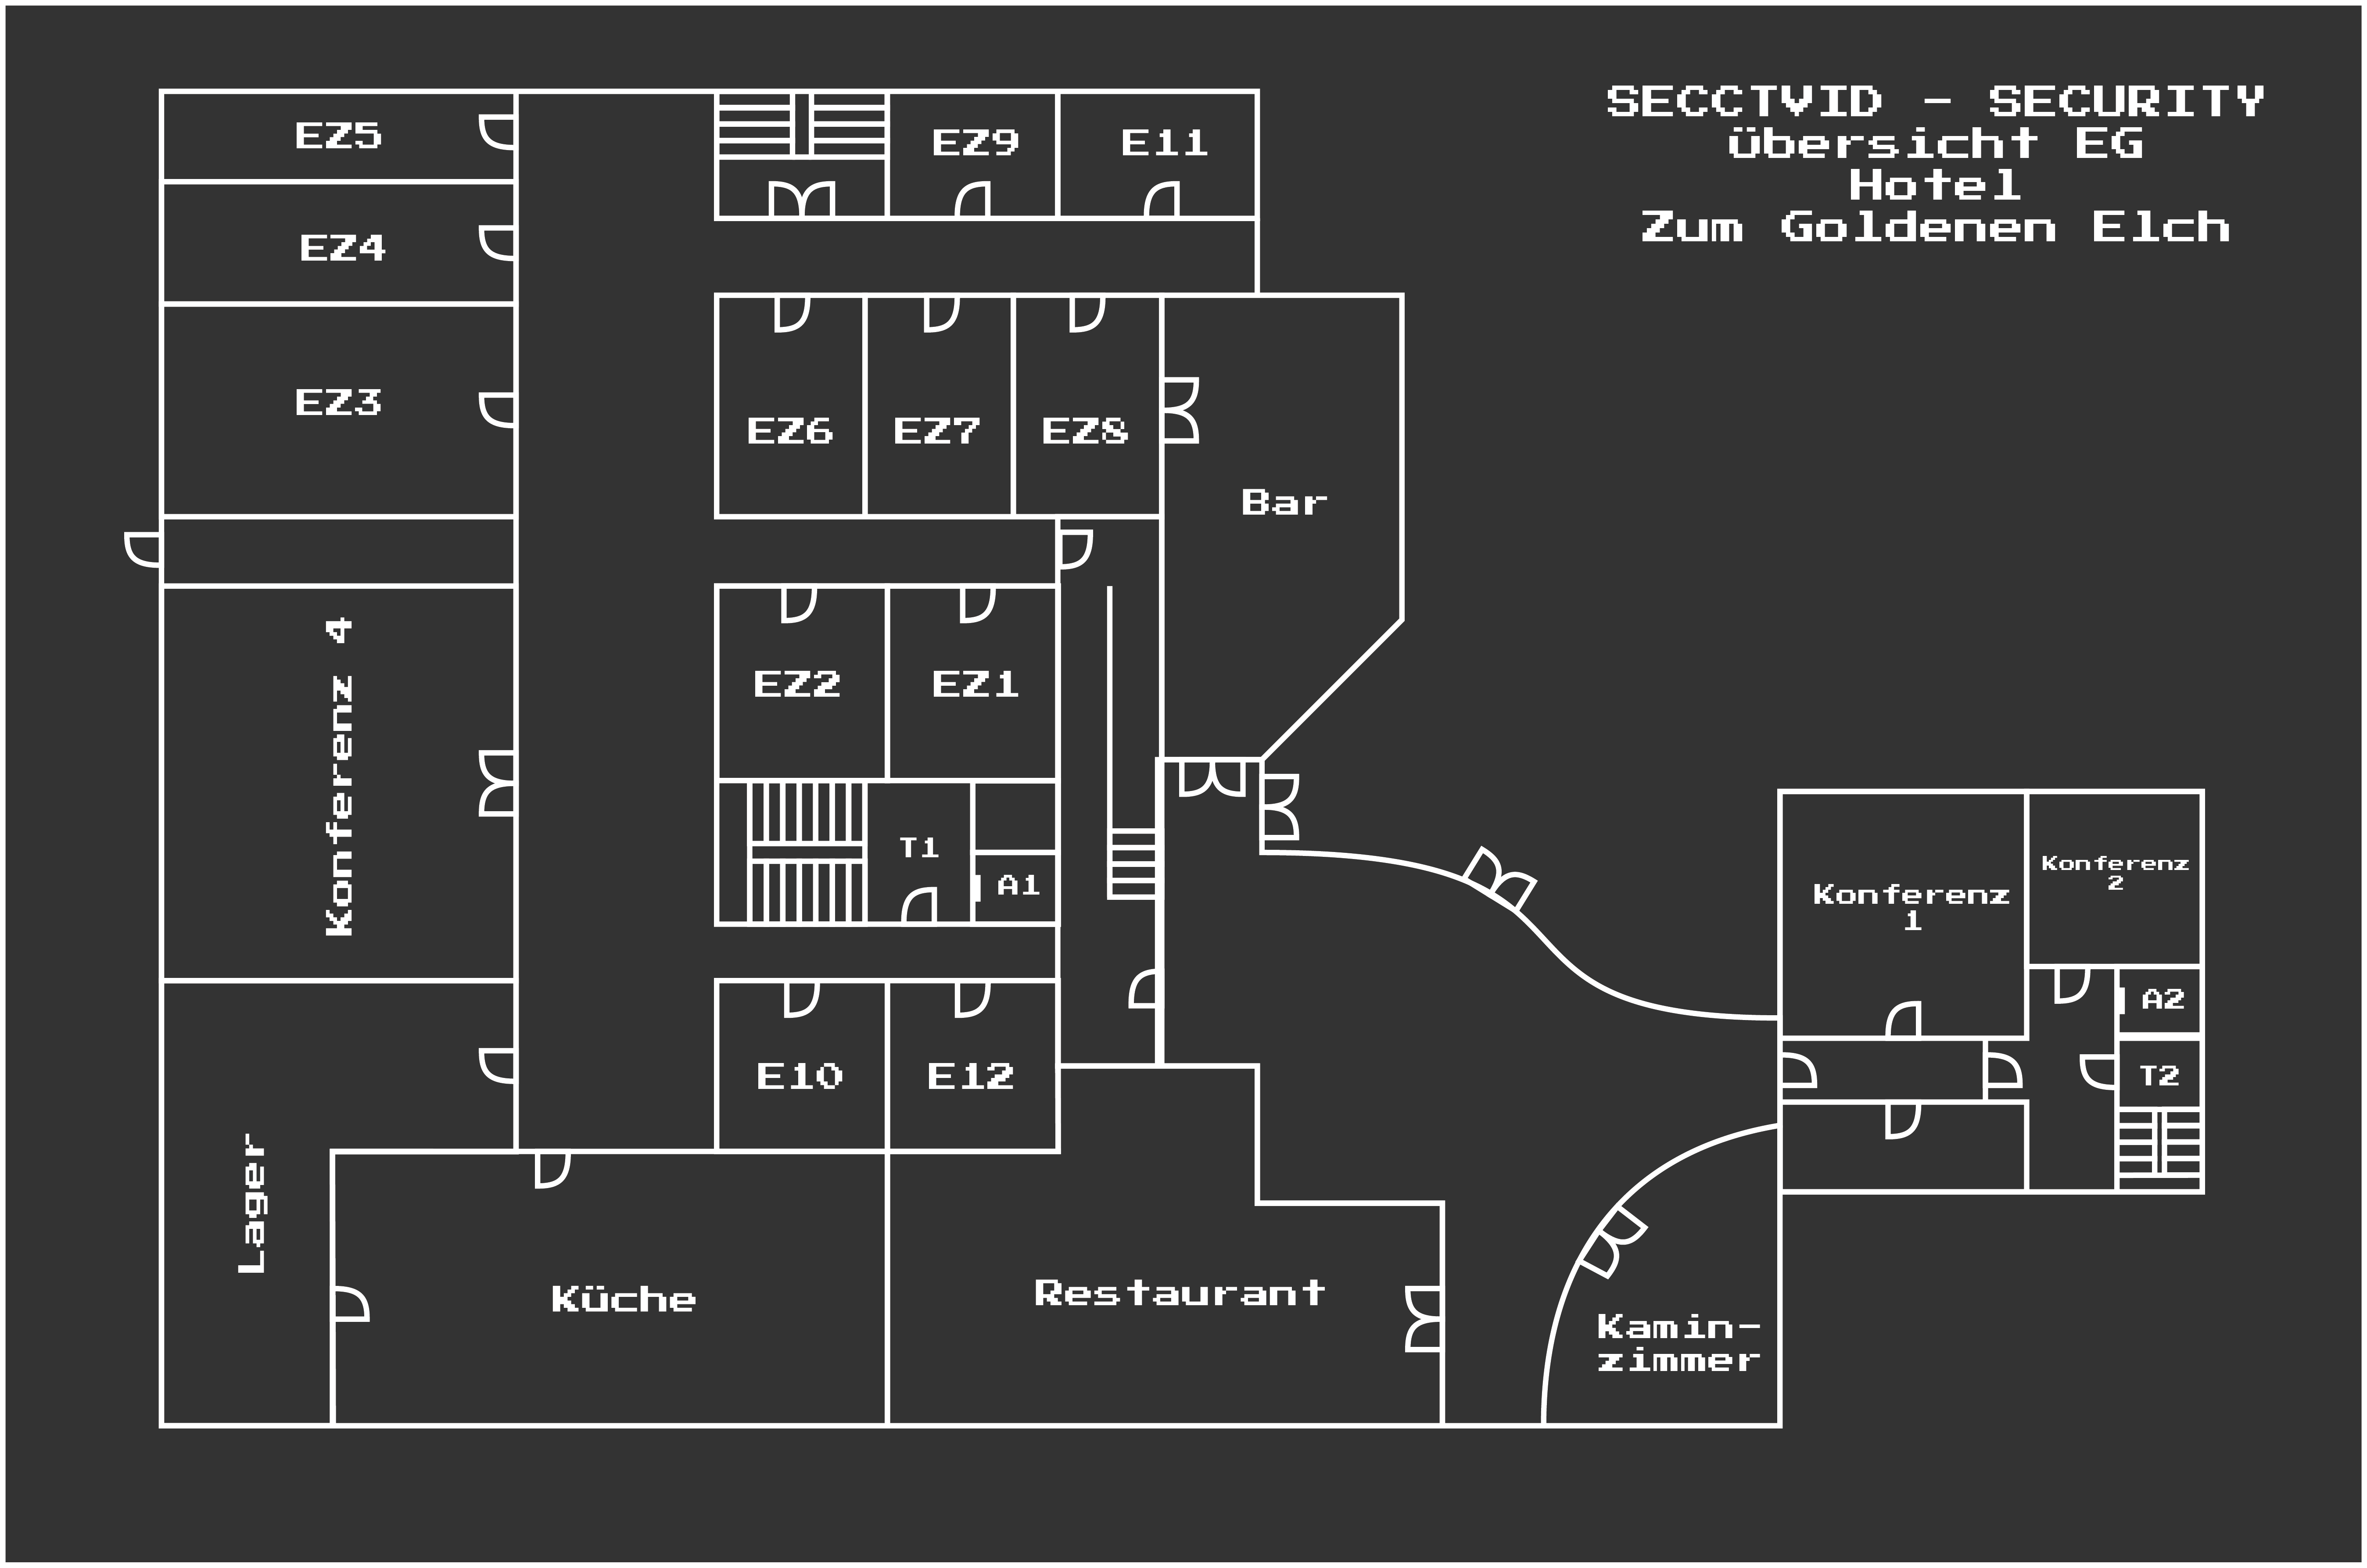 SECCTVID - SECURITY
übersicht EG
Hotel
Zum Goldenen Elch
EZ5
EZ9
E11
EZ4
EZ3
EZ6
EZ7
EZ8
Bar
Konferenz 4
EZ2
EZ1
T1
A1
Konferenz
1
Konferenz
2
A2
T2
E10
E12
Lager
Küche
Restaurant
Kamin-
zimmer